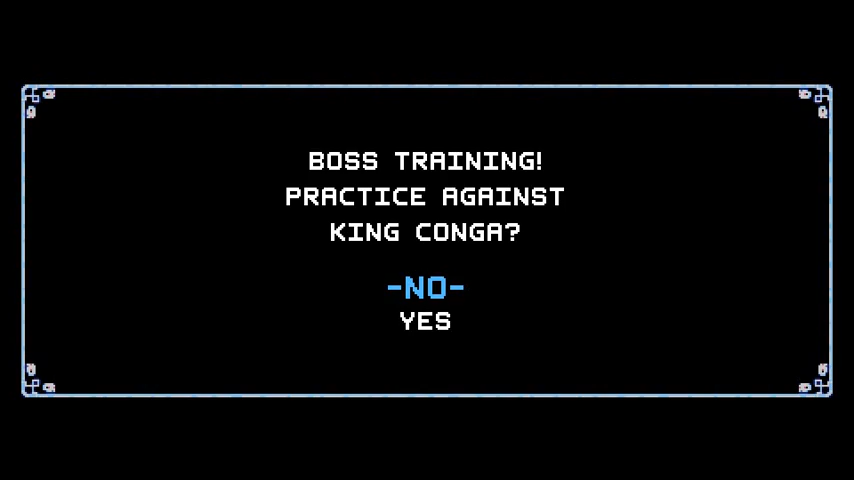 BOSS TRAINING!
PRACTICE AGAINST
KING CONGA?
-NO-
YES